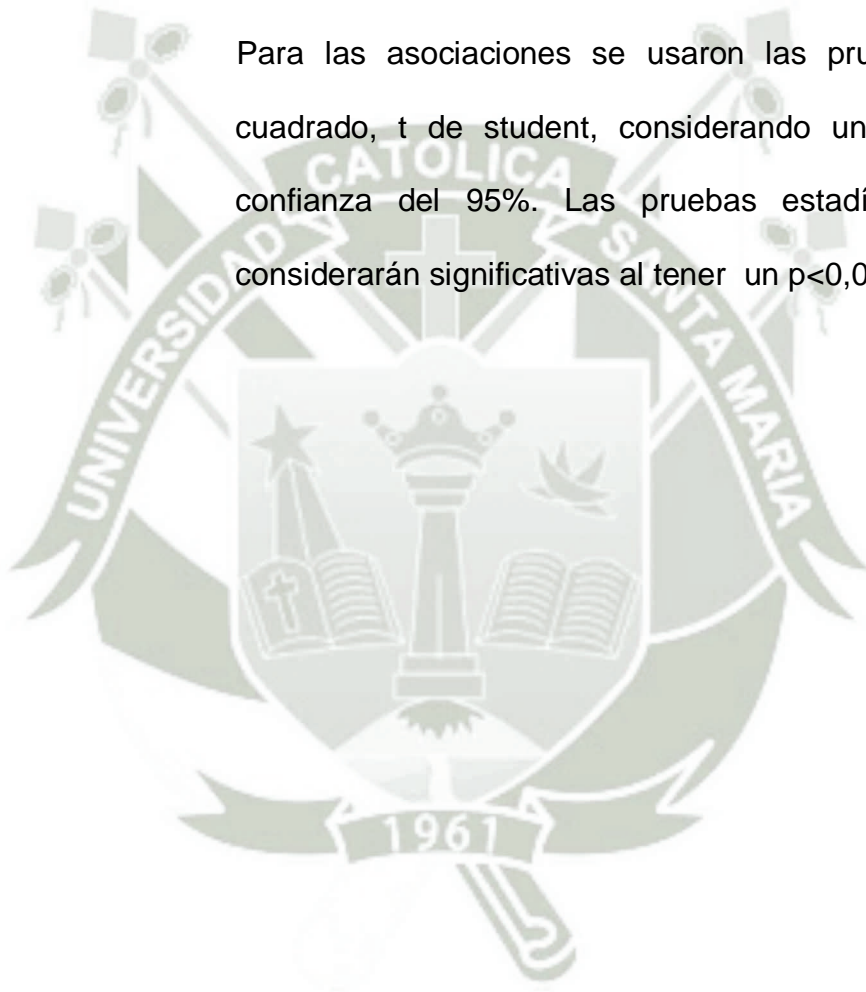 Para las asociaciones se usaron las pru
cuadrado, t de student, considerando un
confianza del 95%. Las pruebas estadí
considerarán significativas al tener un p<0,0
UNIVERSIDAD CATOLICA SANTA MARIA
1961